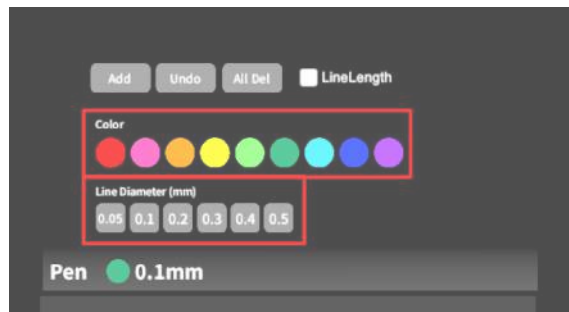 Add Undo All Del LineLength
Color
Line Diameter (mm)
0.05 0.1 0.2 0.3 0.4 0.5
Pen 0.1mm